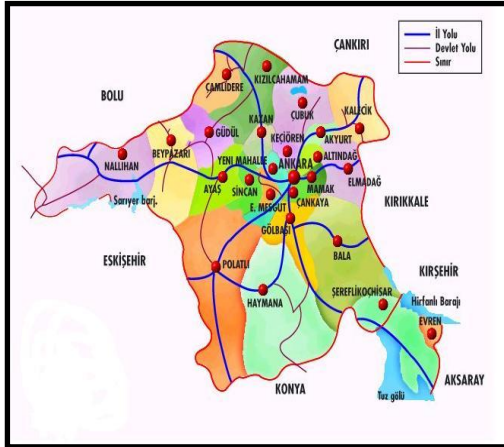 ÇANKIRI
İl Yolu
Devlet Yolu
Sınır
BOLU
ÇAMLIDERE
KIZILCAHAMAM
ÇUBUK
KALECİK
GÜDÜL
KAZAN
KEÇİÖREN
AKYURT
NALLIHAN
BEYPAZARI
YENI MAHALLE
ANKARA
ALTINDAĞ
AYAŞ
SİNCAN
MAMAK
ELMADAĞ
Sarıyer barj.
E. MESGUT
ÇANKAYA
KIRIKKALE
GÖLBAŞI
ESKİŞEHİR
BALA
POLATLI
KIRŞEHİR
HAYMANA
ŞEREFLİKOÇHİSAR
Hirfanlı Barajı
EVREN
KONYA
AKSARAY
Tuz gölü